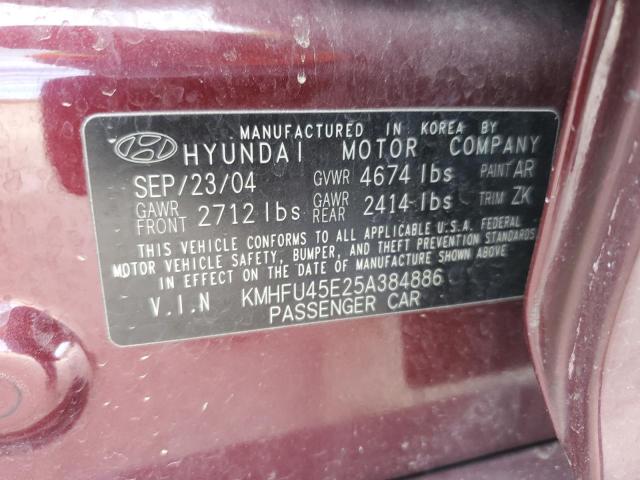 MANUFACTURED IN KOREA BY
HYUNDAI MOTOR COMPANY
SEP/23/04 GVWR 4674 lbs PAINT AR
GAWR FRONT 2712 lbs GAWR REAR 2414 lbs TRIM ZK
THIS VEHICLE CONFORMS TO ALL APPLICABLE U.S.A. FEDERAL
MOTOR VEHICLE SAFETY, BUMPER, AND THEFT PREVENTION STANDARDS
IN EFFECT ON THE DATE OF MANUFACTURE SHOWN ABOVE
V.I.N KMHFU45E25A384886
PASSENGER CAR